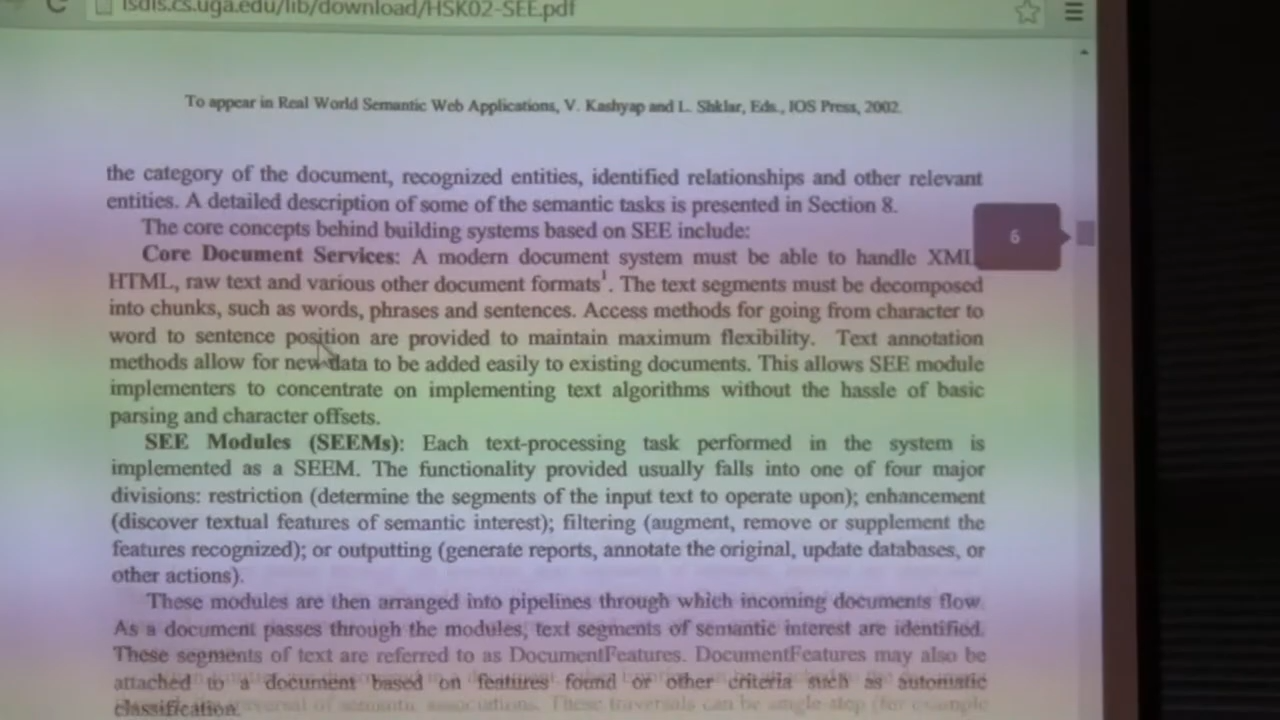 lsdis.cs.uga.edu/lib/download/HSK02-SEE.pdf
To appear in Real World Semantic Web Applications, V. Kashyap and L. Shklar, Eds., IOS Press, 2002.
the category of the document, recognized entities, identified relationships and other relevant
entities. A detailed description of some of the semantic tasks is presented in Section 8.
The core concepts behind building systems based on SEE include:
6
Core Document Services: A modern document system must be able to handle XML
HTML, raw text and various other document formats¹. The text segments must be decomposed
into chunks, such as words, phrases and sentences. Access methods for going from character to
word to sentence position are provided to maintain maximum flexibility. Text annotation
methods allow for new data to be added easily to existing documents. This allows SEE module
implementers to concentrate on implementing text algorithms without the hassle of basic
parsing and character offsets.
SEE Modules (SEEMs): Each text-processing task performed in the system is
implemented as a SEEM. The functionality provided usually falls into one of four major
divisions: restriction (determine the segments of the input text to operate upon); enhancement
(discover textual features of semantic interest); filtering (augment, remove or supplement the
features recognized); or outputting (generate reports, annotate the original, update databases, or
other actions).
These modules are then arranged into pipelines through which incoming documents flow.
As a document passes through the modules, text segments of semantic interest are identified.
These segments of text are referred to as DocumentFeatures. DocumentFeatures may also be
attached to a document based on features found or other criteria such as automatic
classification.